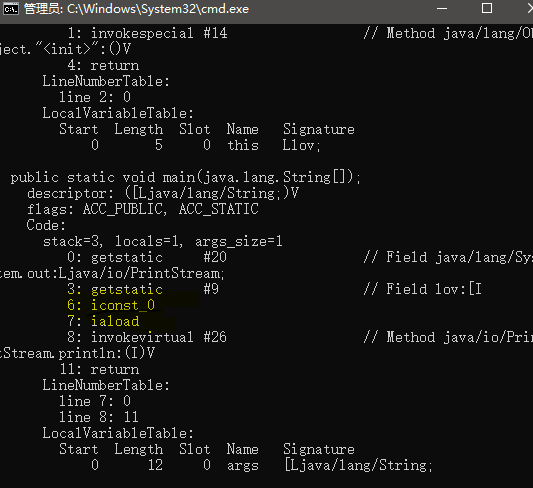 管理员: C:\Windows\System32\cmd.exe
1: invokespecial #14 // Method java/lang/Ob
ject."<init>":()V
4: return
LineNumberTable:
line 2: 0
LocalVariableTable:
Start Length Slot Name Signature
0 5 0 this Llov;
public static void main(java.lang.String[]);
descriptor: ([Ljava/lang/String;)V
flags: ACC_PUBLIC, ACC_STATIC
Code:
stack=3, locals=1, args_size=1
0: getstatic #20 // Field java/lang/Sys
tem.out:Ljava/io/PrintStream;
3: getstatic #9 // Field lov:[I
6: iconst_0
7: iaload
8: invokevirtual #26 // Method java/io/Prin
tStream.println:(I)V
11: return
LineNumberTable:
line 7: 0
line 8: 11
LocalVariableTable:
Start Length Slot Name Signature
0 12 0 args [Ljava/lang/String;